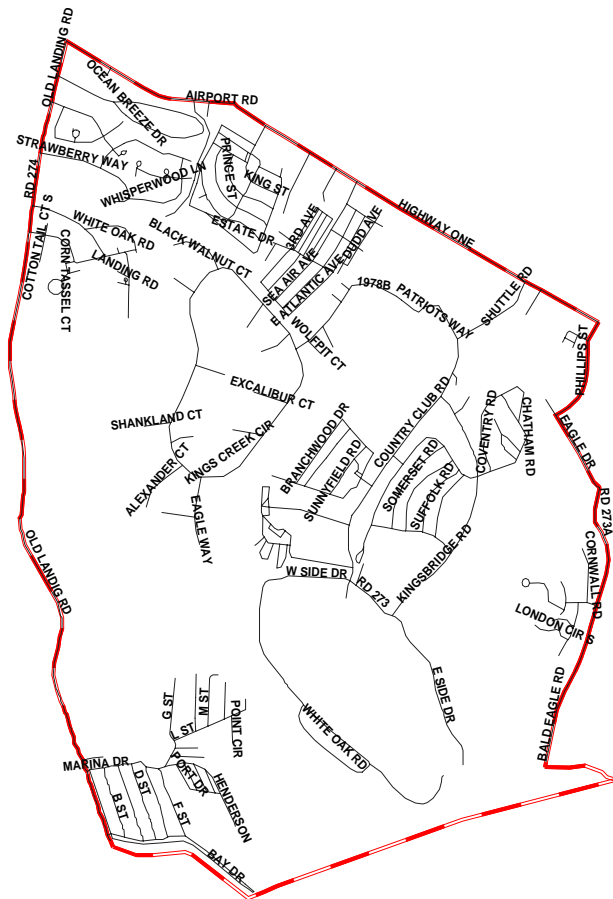 OLD LANDING RD
OCEAN BREEZE DR
AIRPORT RD
STRAWBERRY WAY
RD 274
WHISPERWOOD LN
PRINCE ST
KING ST
HIGHWAY ONE
COTTON TAIL CT S
WHITE OAK RD
CORN TASSEL CT
LANDING RD
BLACK WALNUT CT
ESTATE DR
3RD AVE
SEA AIR AVE
E ATLANTIC AVE
DUDD AVE
1978B
PATRIOTS WAY
SHUTTLE RD
WOLFPIT CT
PHILLIPS ST
EXCALIBUR CT
SHANKLAND CT
KINGS CREEK CIR
ALEXANDER CT
EAGLE WAY
BRANCHWOOD DR
SUNNYFIELD RD
COUNTRY CLUB RD
SOMERSET RD
SUFFOLK RD
COVENTRY RD
CHATHAM RD
EAGLE DR
RD 273A
OLD LANDIG RD
W SIDE DR
RD 273
KINGSBRIDGE RD
CORNWALL RD
LONDON CIR S
E SIDE DR
WHITE OAK RD
BALD EAGLE RD
G ST
M ST
L ST
POINT CIR
MARINA DR
PORT DR
HENDERSON
B ST
D ST
F ST
BAY DR